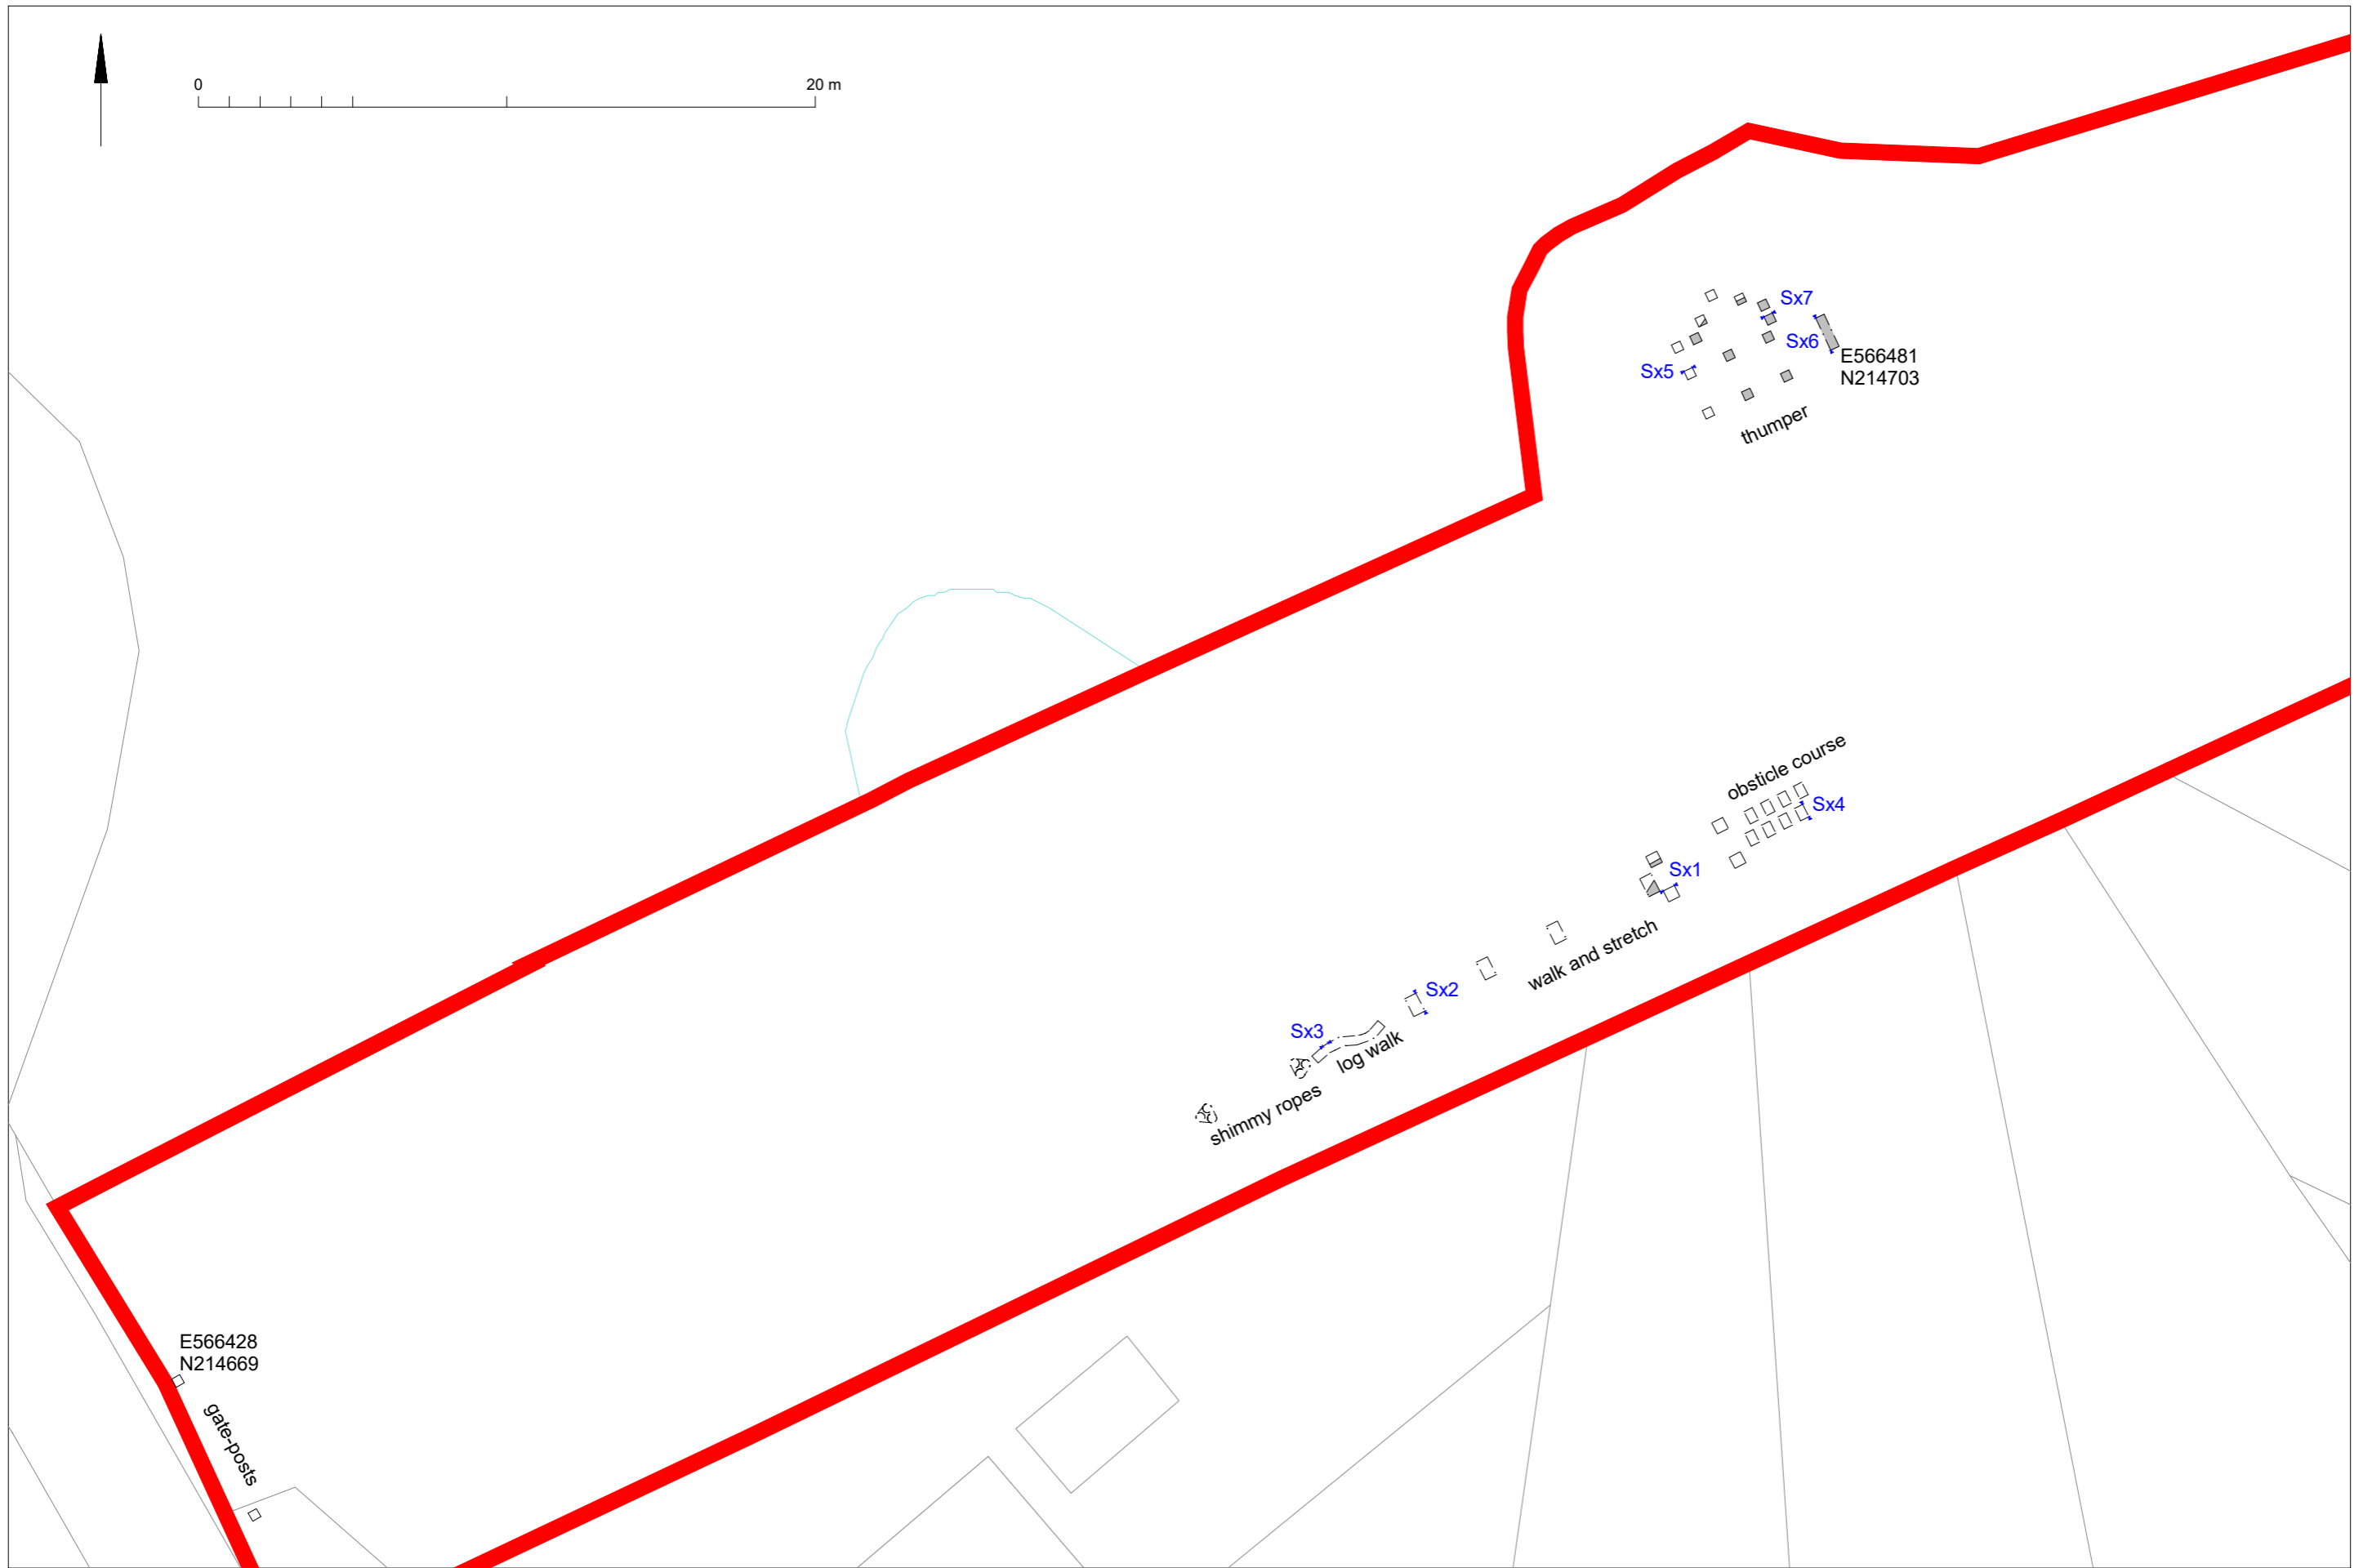 0
20 m
Sx7
Sx6
E566481
N214703
Sx5
thumper
obsticle course
Sx4
Sx1
walk and stretch
Sx2
Sx3
log walk
shimmy ropes
E566428
N214669
gate-posts